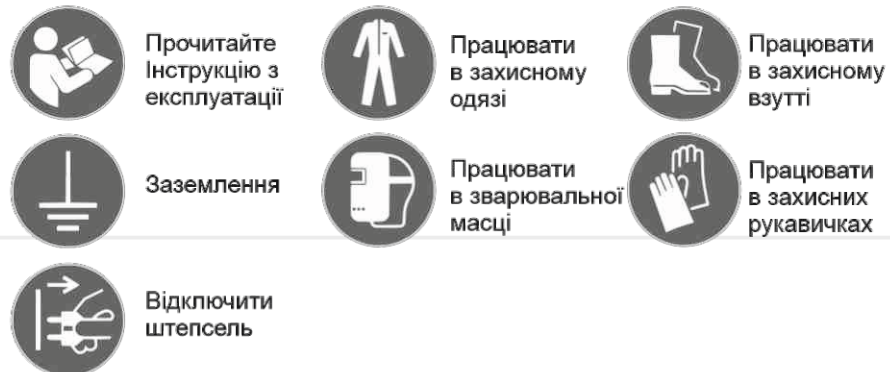 Прочитайте
Інструкцію з
експлуатації
Працювати
в захисному
одязі
Працювати
в захисному
взутті
Заземлення
Працювати
в зварювальної
масці
Працювати
в захисних
рукавичках
Відключити
штепсель